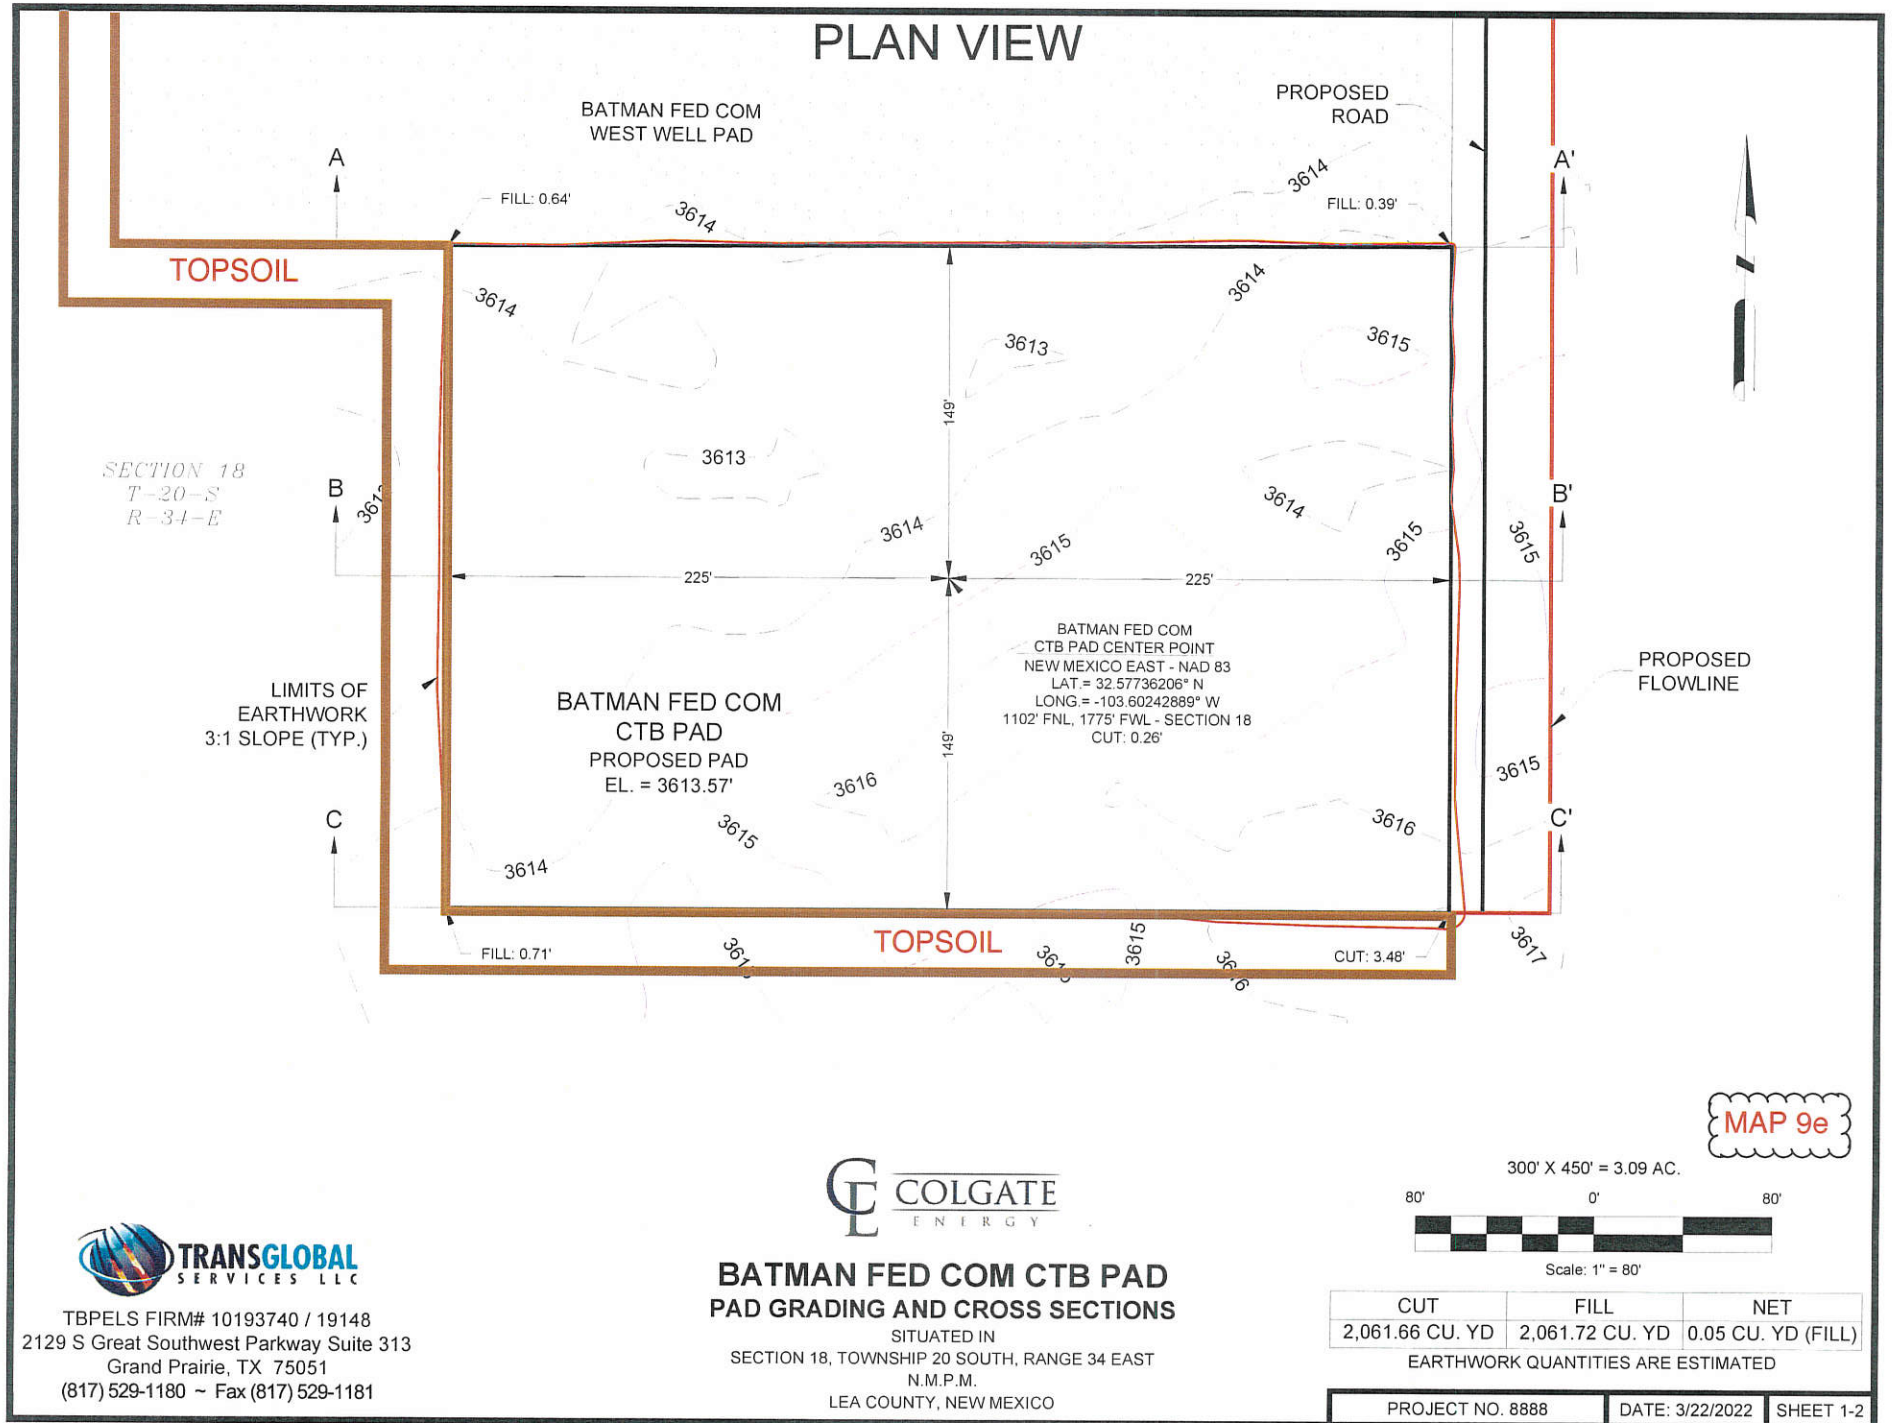 PLAN VIEW
BATMAN FED COM
WEST WELL PAD
PROPOSED
ROAD
A
A'
FILL: 0.64'
3614
3614
FILL: 0.39'
TOPSOIL
3614
3614
3613
3615
149'
SECTION 18
T-20-S
R-34-E
B
3613
3614
B'
3614
3615
3615
3615
225'
225'
BATMAN FED COM
CTB PAD CENTER POINT
NEW MEXICO EAST - NAD 83
LAT.= 32.57736206° N
LONG.= -103.60242889° W
1102' FNL, 1775' FWL - SECTION 18
CUT: 0.26'
PROPOSED
FLOWLINE
LIMITS OF
EARTHWORK
3:1 SLOPE (TYP.)
BATMAN FED COM
CTB PAD
PROPOSED PAD
EL. = 3613.57'
149'
3616
3615
C
3615
3616
C'
3614
FILL: 0.71'
TOPSOIL
3615
CUT: 3.48'
3617
MAP 9e
300' X 450' = 3.09 AC.
80'
0'
80'
Scale: 1" = 80'
CL
COLGATE
ENERGY
TRANSGLOBAL
SERVICES LLC
TBPELS FIRM# 10193740 / 19148
2129 S Great Southwest Parkway Suite 313
Grand Prairie, TX 75051
(817) 529-1180 ~ Fax (817) 529-1181
BATMAN FED COM CTB PAD
PAD GRADING AND CROSS SECTIONS
SITUATED IN
SECTION 18, TOWNSHIP 20 SOUTH, RANGE 34 EAST
N.M.P.M.
LEA COUNTY, NEW MEXICO
CUT FILL NET
2,061.66 CU. YD 2,061.72 CU. YD 0.05 CU. YD (FILL)
EARTHWORK QUANTITIES ARE ESTIMATED
PROJECT NO. 8888 DATE: 3/22/2022 SHEET 1-2